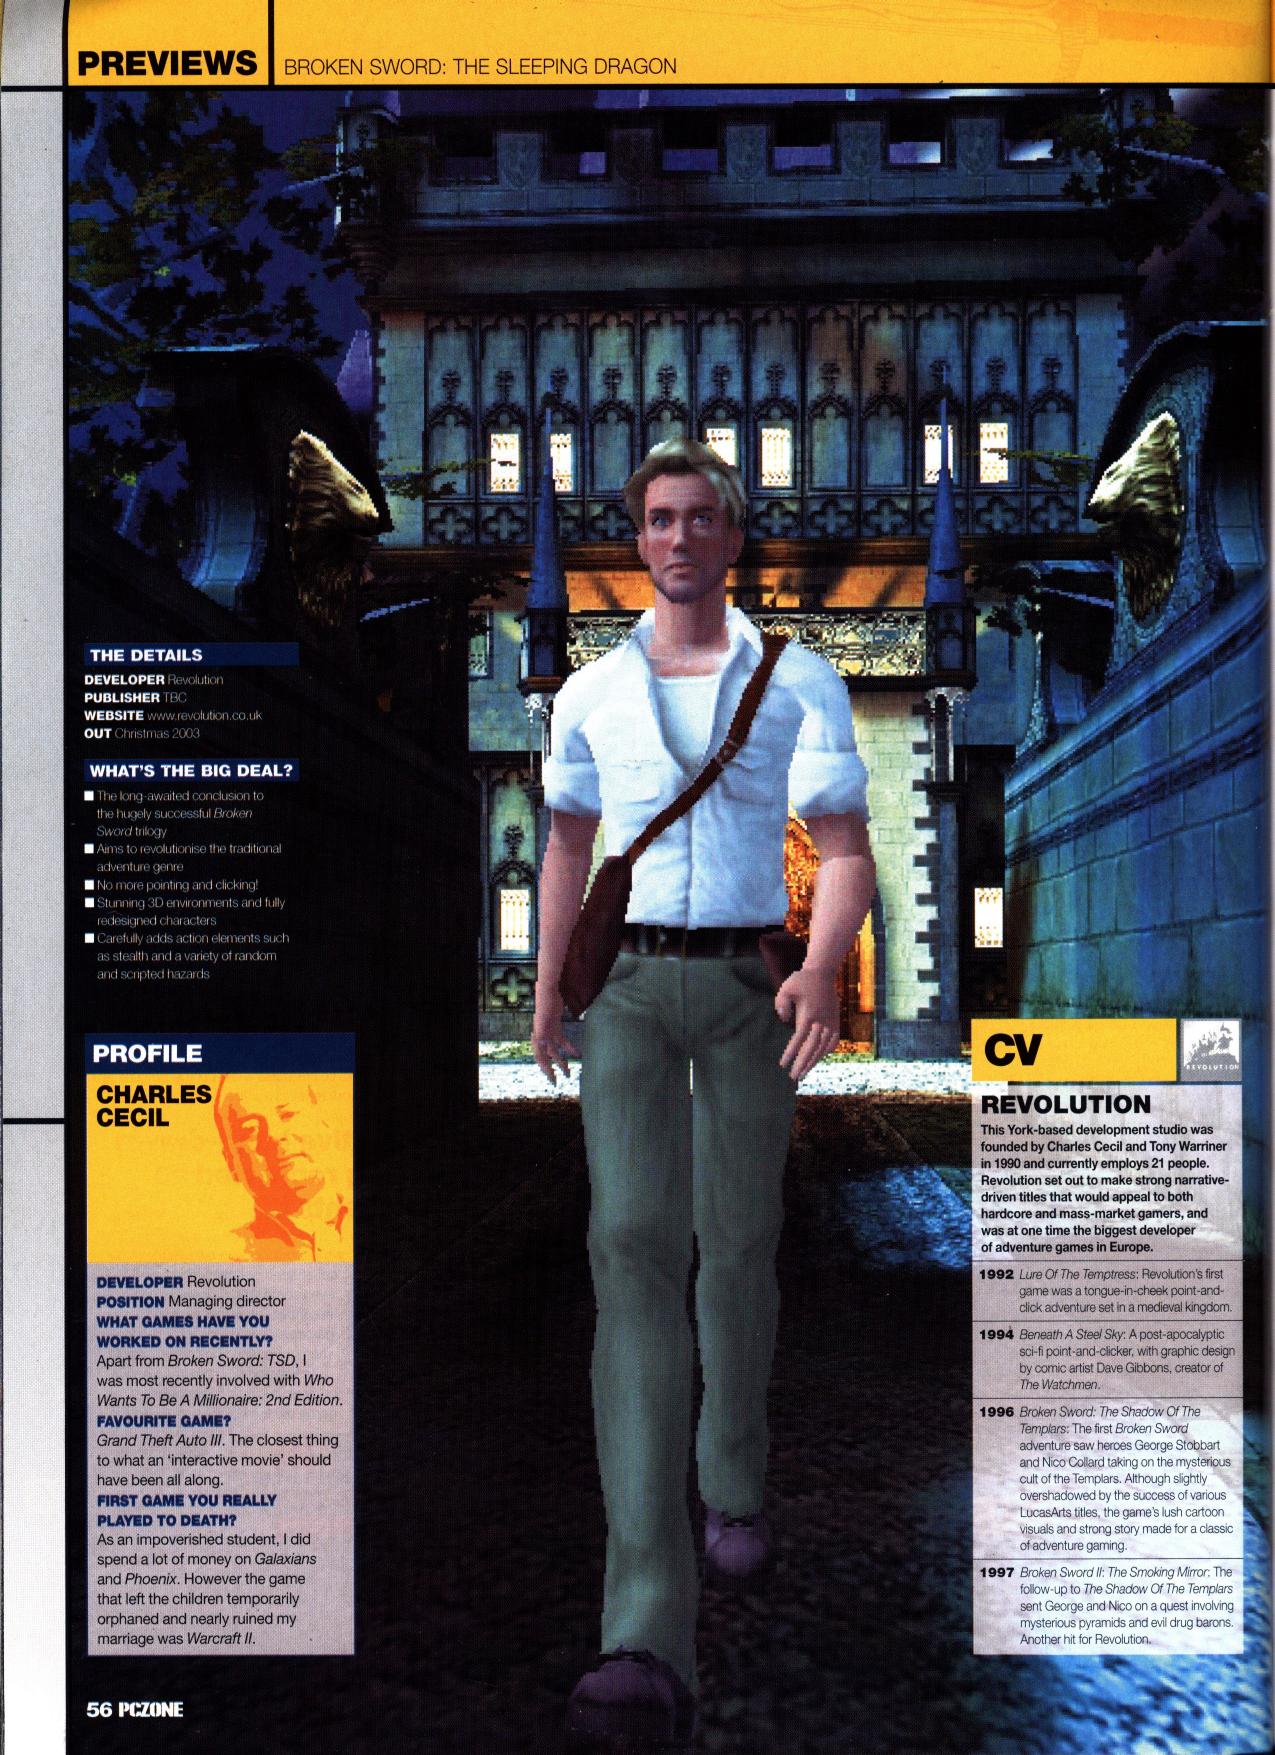 PREVIEWS
BROKEN SWORD: THE SLEEPING DRAGON
THE DETAILS
DEVELOPER Revolution
PUBLISHER TBC
WEBSITE www.revolution.co.uk
OUT Christmas 2003
WHAT'S THE BIG DEAL?
■ The long-awaited conclusion to
the hugely successful Broken
Sword trilogy
■ Aims to revolutionise the traditional
adventure genre
■ No more pointing and clicking!
■ Stunning 3D environments and fully
redesigned characters
■ Carefully adds action elements such
as stealth and a variety of random
and scripted hazards
PROFILE
CHARLES
CECIL
DEVELOPER Revolution
POSITION Managing director
WHAT GAMES HAVE YOU
WORKED ON RECENTLY?
Apart from Broken Sword: TSD, I
was most recently involved with Who
Wants To Be A Millionaire: 2nd Edition.
FAVOURITE GAME?
Grand Theft Auto III. The closest thing
to what an 'interactive movie' should
have been all along.
FIRST GAME YOU REALLY
PLAYED TO DEATH?
As an impoverished student, I did
spend a lot of money on Galaxians
and Phoenix. However the game
that left the children temporarily
orphaned and nearly ruined my
marriage was Warcraft II.
CV
REVOLUTION
REVOLUTION
This York-based development studio was
founded by Charles Cecil and Tony Warriner
in 1990 and currently employs 21 people.
Revolution set out to make strong narrative-
driven titles that would appeal to both
hardcore and mass-market gamers, and
was at one time the biggest developer
of adventure games in Europe.
1992 Lure Of The Temptress: Revolution's first
game was a tongue-in-cheek point-and-
click adventure set in a medieval kingdom.
1994 Beneath A Steel Sky: A post-apocalyptic
sci-fi point-and-clicker, with graphic design
by comic artist Dave Gibbons, creator of
The Watchmen.
1996 Broken Sword: The Shadow Of The
Templars: The first Broken Sword
adventure saw heroes George Stobbart
and Nico Collard taking on the mysterious
cult of the Templars. Although slightly
overshadowed by the success of various
LucasArts titles, the game's lush cartoon
visuals and strong story made for a classic
of adventure gaming.
1997 Broken Sword II: The Smoking Mirror: The
follow-up to The Shadow Of The Templars
sent George and Nico on a quest involving
mysterious pyramids and evil drug barons.
Another hit for Revolution.
56 PCZONE